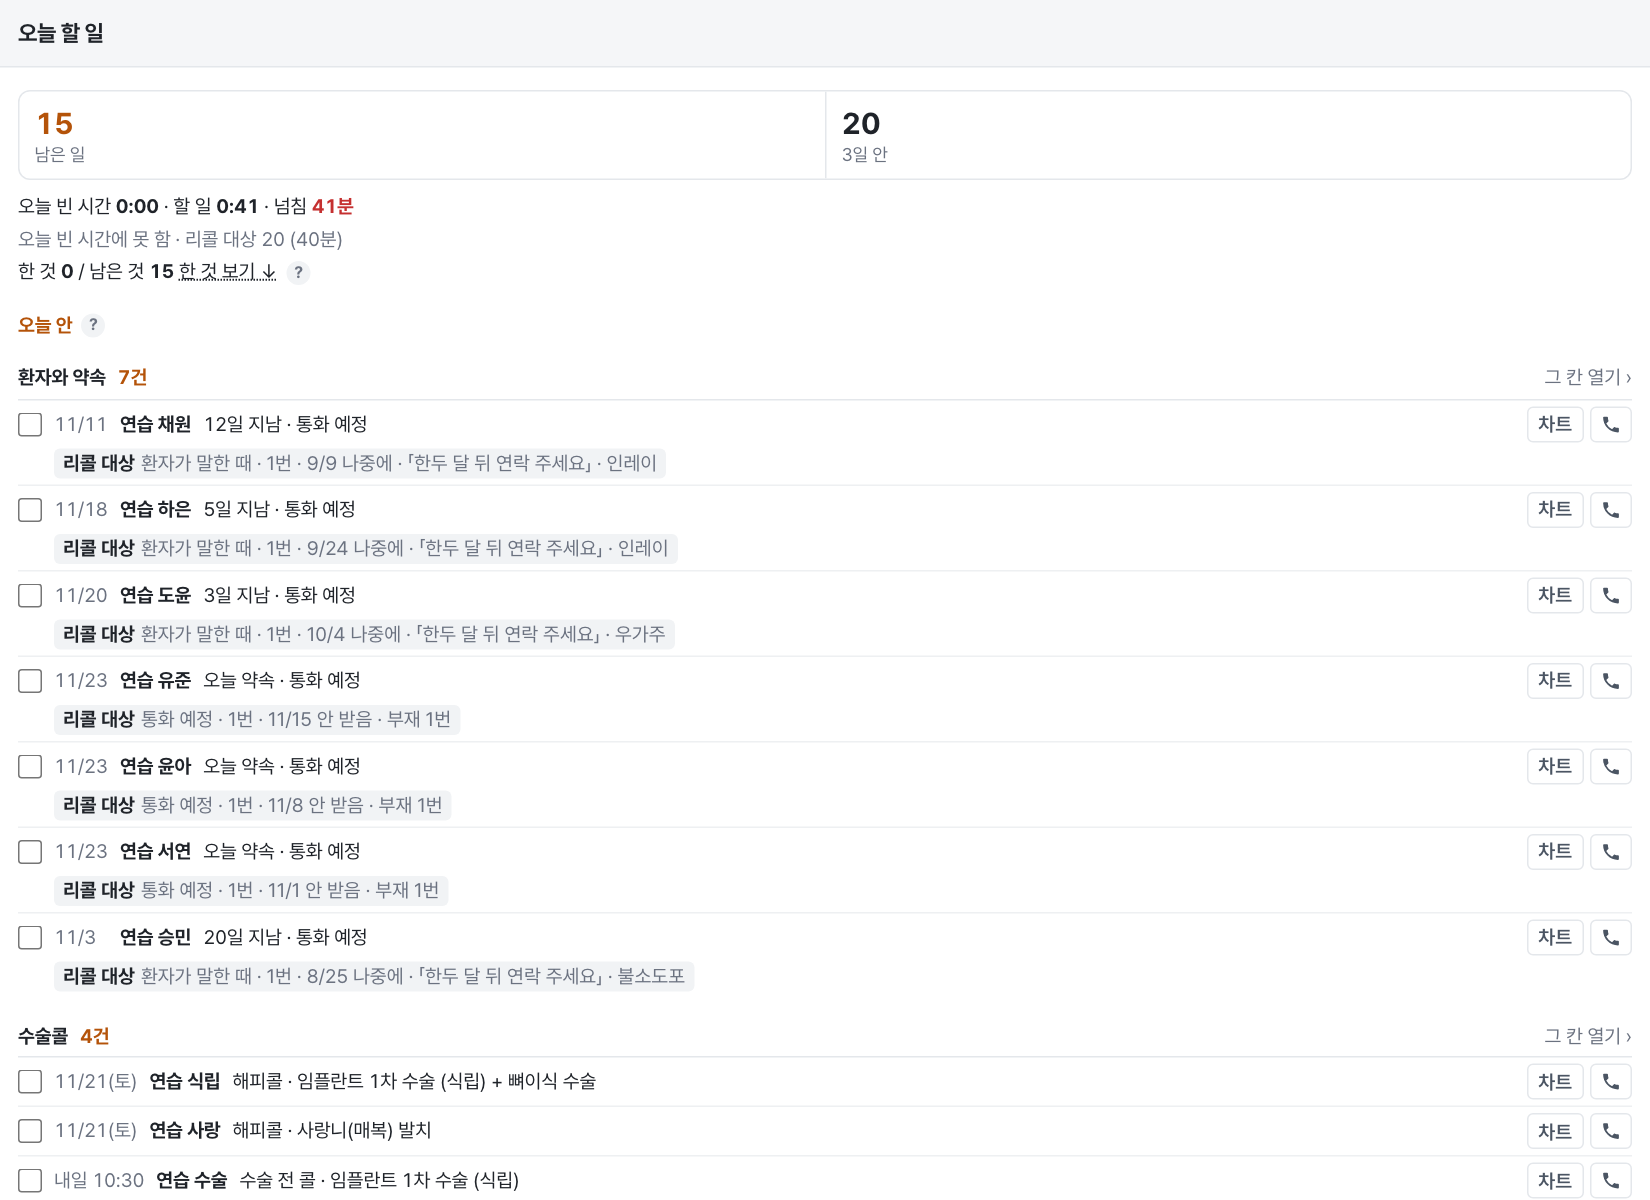 오늘 할 일
15
남은 일
20
3일 안
오늘 빈 시간 0:00 · 할 일 0:41 · 넘침 41분
오늘 빈 시간에 못 함 · 리콜 대상 20 (40분)
한 것 0 / 남은 것 15 한 것 보기 ↓ ?
오늘 안 ?
환자와 약속 7건 그 칸 열기 ›
11/11 연습 채원 12일 지남 · 통화 예정 차트
리콜 대상 환자가 말한 때 · 1번 · 9/9 나중에 · 「한두 달 뒤 연락 주세요」 · 인레이
11/18 연습 하은 5일 지남 · 통화 예정 차트
리콜 대상 환자가 말한 때 · 1번 · 9/24 나중에 · 「한두 달 뒤 연락 주세요」 · 인레이
11/20 연습 도윤 3일 지남 · 통화 예정 차트
리콜 대상 환자가 말한 때 · 1번 · 10/4 나중에 · 「한두 달 뒤 연락 주세요」 · 우가주
11/23 연습 유준 오늘 약속 · 통화 예정 차트
리콜 대상 통화 예정 · 1번 · 11/15 안 받음 · 부재 1번
11/23 연습 윤아 오늘 약속 · 통화 예정 차트
리콜 대상 통화 예정 · 1번 · 11/8 안 받음 · 부재 1번
11/23 연습 서연 오늘 약속 · 통화 예정 차트
리콜 대상 통화 예정 · 1번 · 11/1 안 받음 · 부재 1번
11/3 연습 승민 20일 지남 · 통화 예정 차트
리콜 대상 환자가 말한 때 · 1번 · 8/25 나중에 · 「한두 달 뒤 연락 주세요」 · 불소도포
수술콜 4건 그 칸 열기 ›
11/21(토) 연습 식립 해피콜 · 임플란트 1차 수술 (식립) + 뼈이식 수술 차트
11/21(토) 연습 사랑 해피콜 · 사랑니(매복) 발치 차트
내일 10:30 연습 수술 수술 전 콜 · 임플란트 1차 수술 (식립) 차트